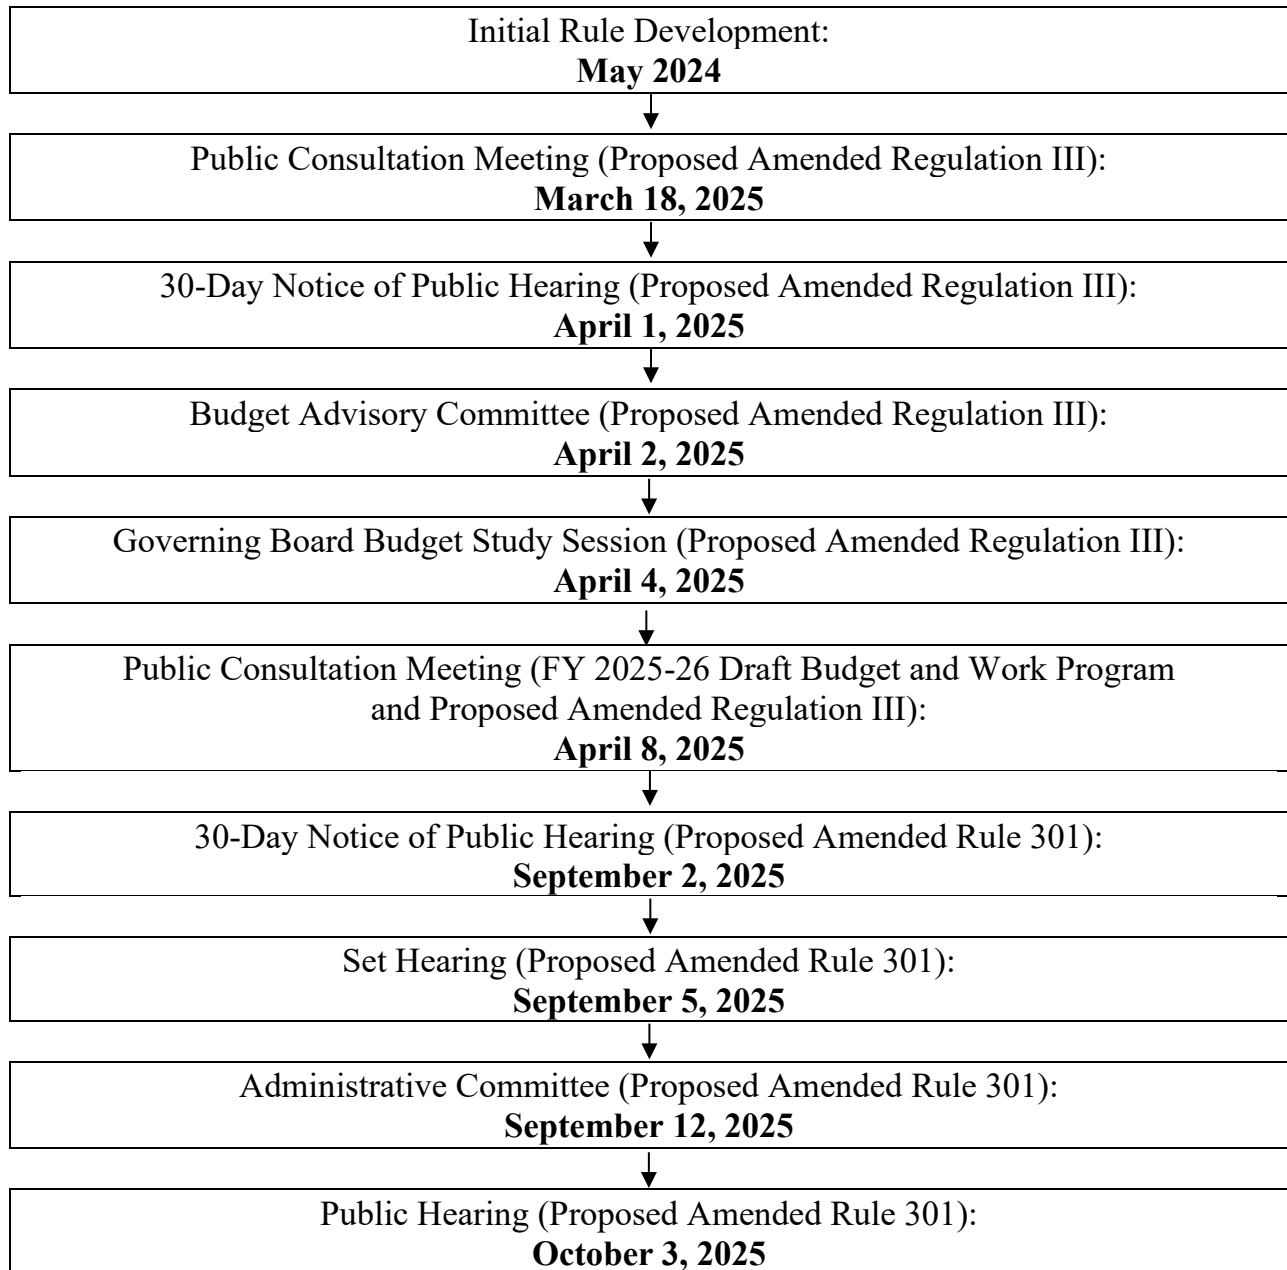 Initial Rule Development:
May 2024
Public Consultation Meeting (Proposed Amended Regulation III):
March 18, 2025
30-Day Notice of Public Hearing (Proposed Amended Regulation III):
April 1, 2025
Budget Advisory Committee (Proposed Amended Regulation III):
April 2, 2025
Governing Board Budget Study Session (Proposed Amended Regulation III):
April 4, 2025
Public Consultation Meeting (FY 2025-26 Draft Budget and Work Program
and Proposed Amended Regulation III):
April 8, 2025
30-Day Notice of Public Hearing (Proposed Amended Rule 301):
September 2, 2025
Set Hearing (Proposed Amended Rule 301):
September 5, 2025
Administrative Committee (Proposed Amended Rule 301):
September 12, 2025
Public Hearing (Proposed Amended Rule 301):
October 3, 2025